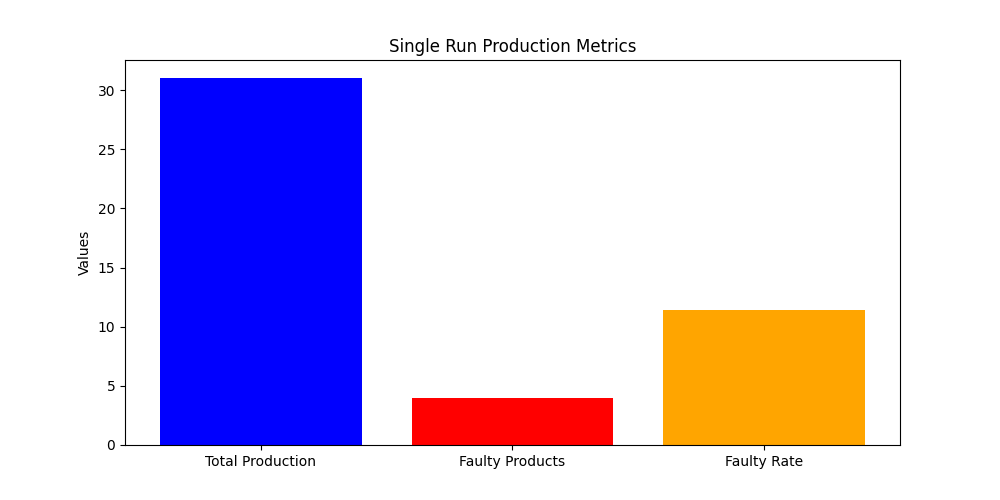 Single Run Production Metrics
Values
30
25
20
15
10
5
0
Total Production
Faulty Products
Faulty Rate